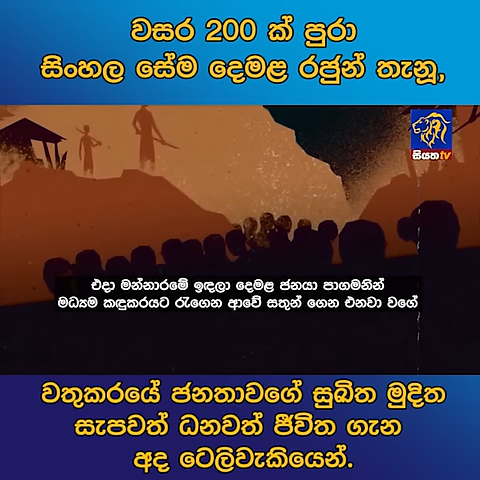 වසර 200 ක් පුරා
සිංහල සේම දෙමළ රජුන් තැනූ,
සියත tv
එදා මන්නාරමේ ඉඳලා දෙමළ ජනයා පාගමනින්
මධ්‍යම කඳුකරයට රැගෙන ආවේ සතුන් ගෙන එනවා වගේ
වතුකරයේ ජනතාවගේ සුඛිත මුදිත
සැපවත් ධනවත් ජීවිත ගැන
අද ටෙලිවැකියෙන්.